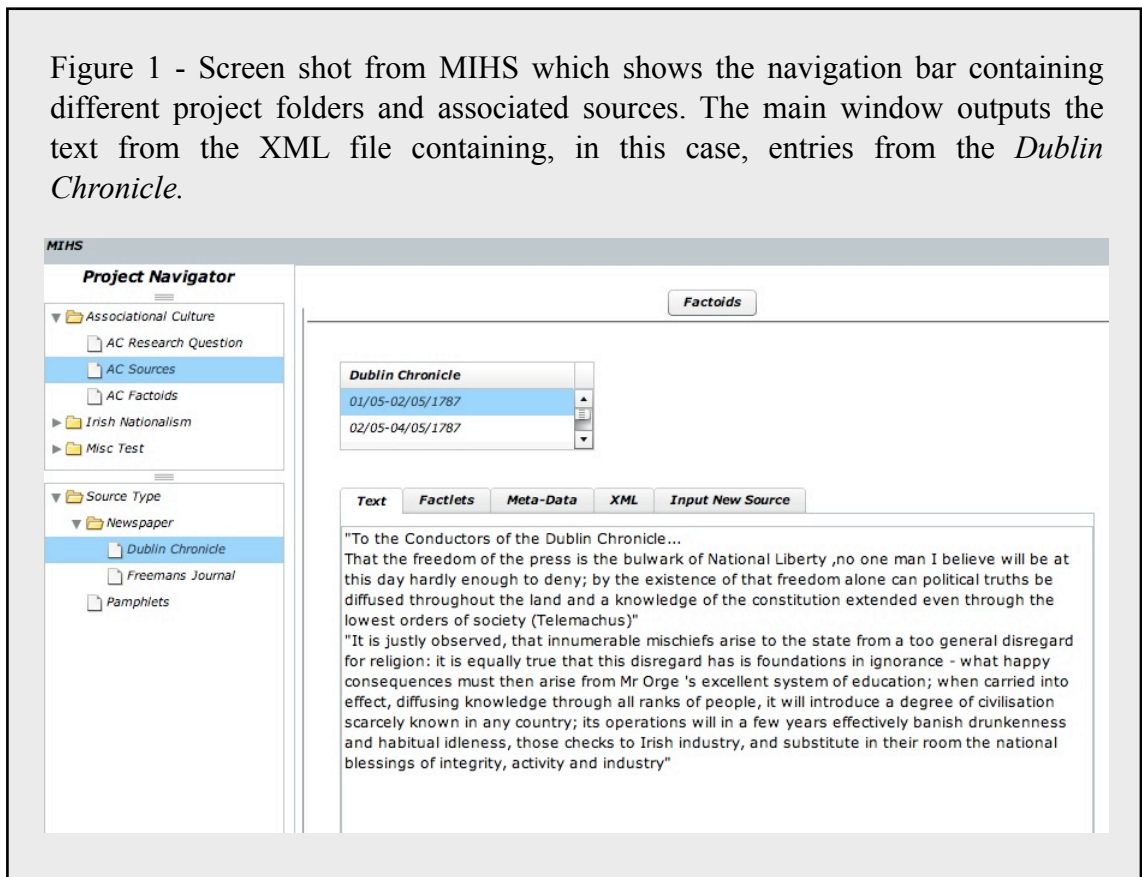 Figure 1 - Screen shot from MIHS which shows the navigation bar containing
different project folders and associated sources. The main window outputs the
text from the XML file containing, in this case, entries from the Dublin
Chronicle.
MIHS
Project Navigator
Associational Culture
AC Research Question
AC Sources
AC Factoids
Irish Nationalism
Misc Test
Source Type
Newspaper
Dublin Chronicle
Freemans Journal
Pamphlets
Factoids
Dublin Chronicle
01/05-02/05/1787
02/05-04/05/1787
Text Factlets Meta-Data XML Input New Source
"To the Conductors of the Dublin Chronicle...
That the freedom of the press is the bulwark of National Liberty ,no one man I believe will be at
this day hardly enough to deny; by the existence of that freedom alone can political truths be
diffused throughout the land and a knowledge of the constitution extended even through the
lowest orders of society (Telemachus)"
"It is justly observed, that innumerable mischiefs arise to the state from a too general disregard
for religion: it is equally true that this disregard has is foundations in ignorance - what happy
consequences must then arise from Mr Orge 's excellent system of education; when carried into
effect, diffusing knowledge through all ranks of people, it will introduce a degree of civilisation
scarcely known in any country; its operations will in a few years effectively banish drunkenness
and habitual idleness, those checks to Irish industry, and substitute in their room the national
blessings of integrity, activity and industry"